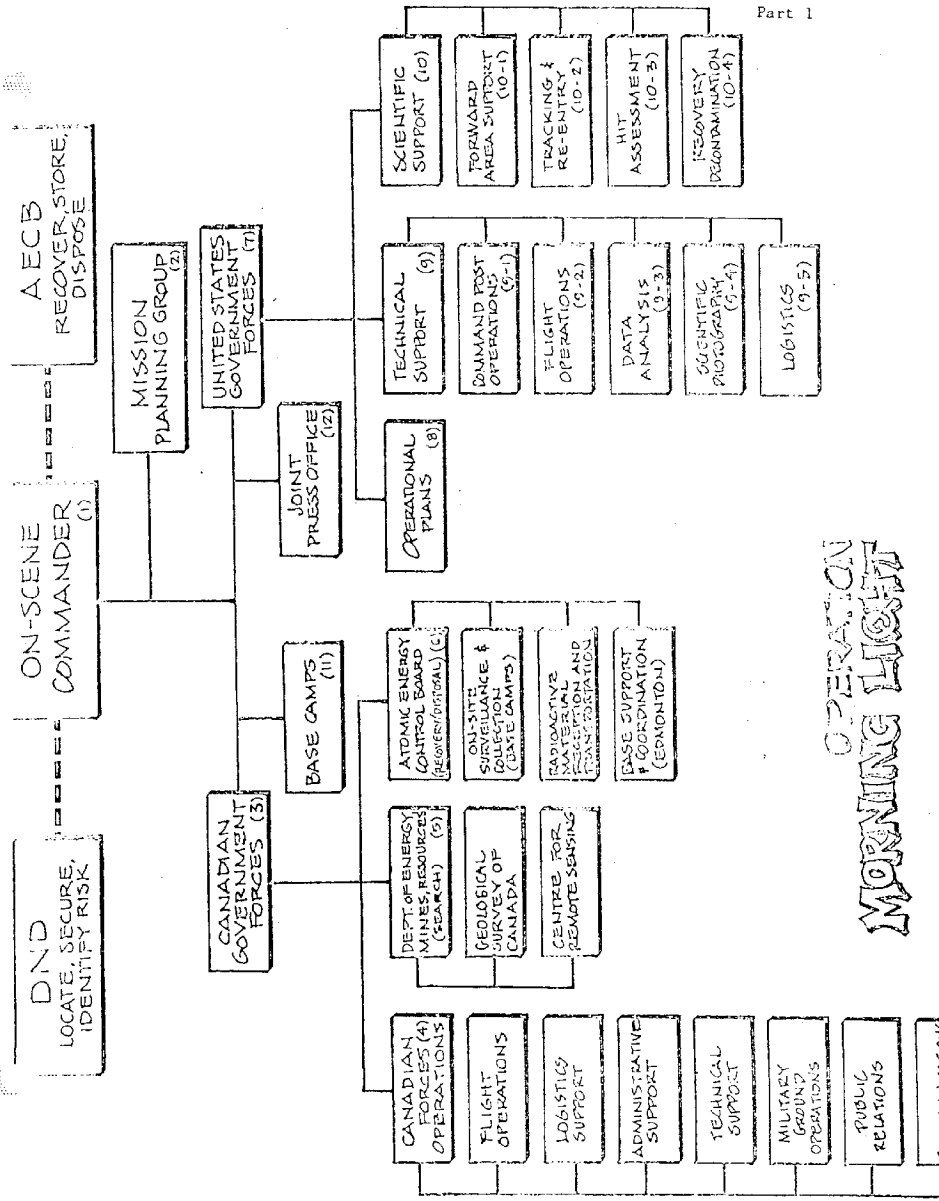 Part 1
DND
LOCATE, SECURE,
IDENTIFY RISK
ON-SCENE
COMMANDER
(1)
AECB
RECOVER, STORE,
DISPOSE
MISSION
PLANNING GROUP
(2)
CANADIAN
GOVERNMENT
FORCES (3)
UNITED STATES
GOVERNMENT
FORCES (7)
BASE CAMPS
(11)
JOINT
PRESS OFFICE
(12)
CANADIAN
FORCES (4)
OPERATIONS
FLIGHT
OPERATIONS
LOGISTICS
SUPPORT
ADMINISTRATIVE
SUPPORT
TECHNICAL
SUPPORT
MILITARY
GROUND
OPERATIONS
PUBLIC
RELATIONS
DEPT. OF ENERGY,
MINES, RESOURCES
(SEARCH) (5)
GEOLOGICAL
SURVEY OF
CANADA
CENTRE FOR
REMOTE SENSING
ATOMIC ENERGY
CONTROL BOARD
(RECOVERY/DISPOSAL) (6)
ON-SITE
SURVEILLANCE &
COLLECTION
(BASE CAMPS)
RADIOACTIVE
MATERIAL
AND
TRANSPORTATION
BASE SUPPORT
& COORDINATION
(EDMONTON)
OPERATIONAL
PLANS
(8)
TECHNICAL
SUPPORT
(9)
COMMAND POST
OPERATIONS
(9-1)
FLIGHT
OPERATIONS
(9-2)
DATA
ANALYSIS
(9-3)
SCIENTIFIC
PHOTOGRAPHY
(9-4)
LOGISTICS
(9-5)
SCIENTIFIC
SUPPORT (10)
FORWARD
AREA SUPPORT
(10-1)
TRACKING &
RE-ENTRY
(10-2)
HIT
ASSESSMENT
(10-3)
RECOVERY
DECONTAMINATION
(10-4)
OPERATION
MORNING LIGHT